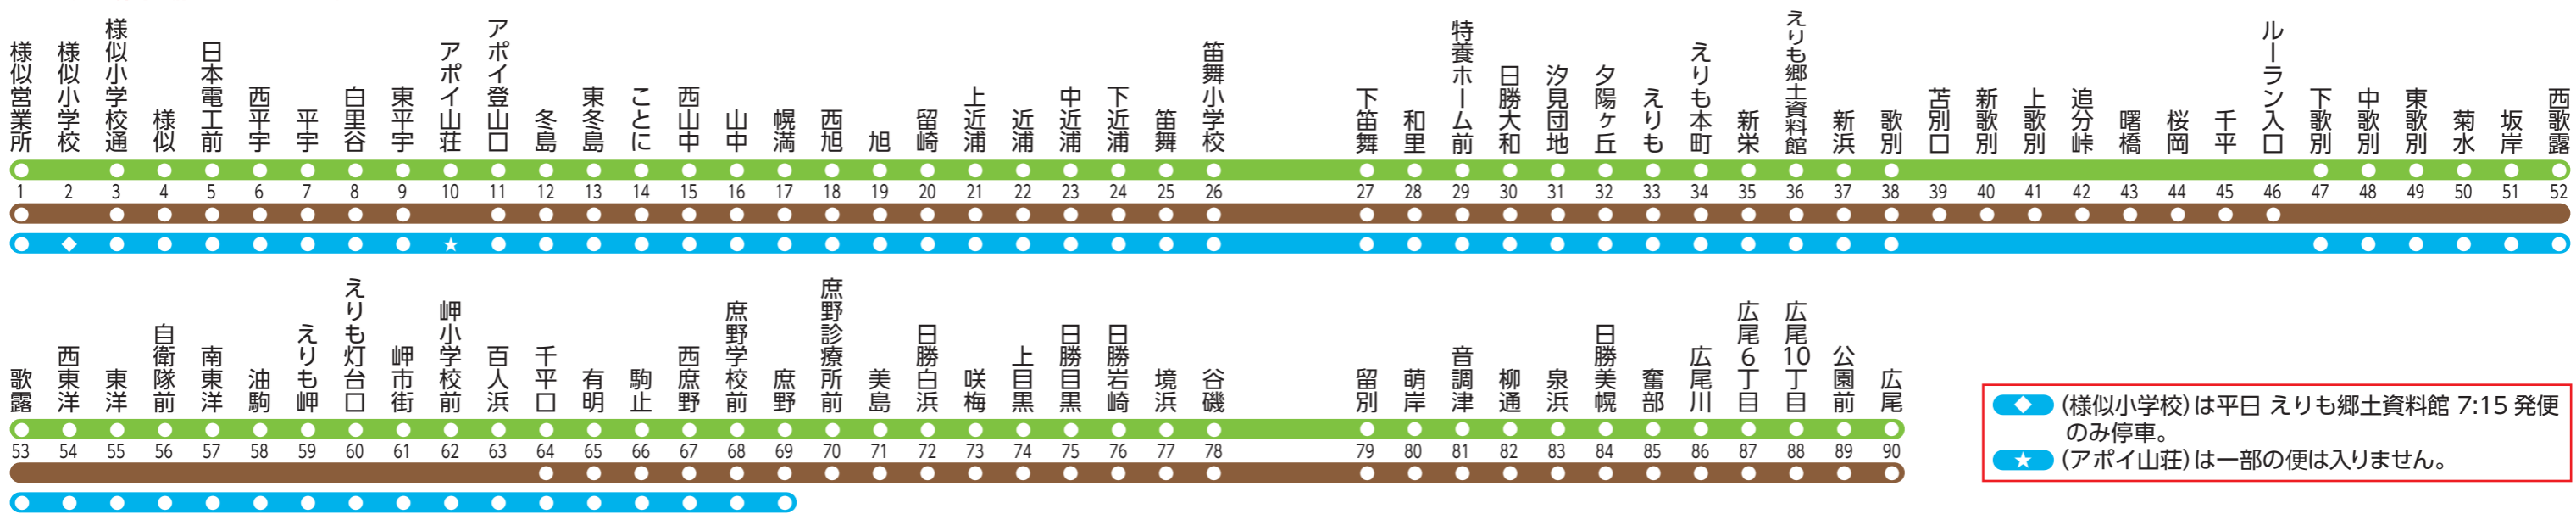 様似営業所
様似小学校
様似小学校通
様似
日本電工前
西平宇
平宇
白里谷
東平宇
アポイ山荘
アポイ登山口
冬島
東冬島
ことに
西山中
山中
幌満
西旭
旭
留崎
上近浦
近浦
中近浦
下近浦
笛舞
笛舞小学校
下笛舞
和里
特養ホーム前
日勝大和
汐見団地
夕陽ヶ丘
えりも
えりも本町
新栄
えりも郷土資料館
新浜
歌別
苫別口
新歌別
上歌別
追分峠
曙橋
桜岡
千平
ルーラン入口
下歌別
中歌別
東歌別
菊水
坂岸
西歌露
1 2 3 4 5 6 7 8 9 10 11 12 13 14 15 16 17 18 19 20 21 22 23 24 25 26 27 28 29 30 31 32 33 34 35 36 37 38 39 40 41 42 43 44 45 46 47 48 49 50 51 52
歌露
西東洋
東洋
自衛隊前
南東洋
油駒
えりも岬
えりも灯台口
岬市街
岬小学校前
百人浜
千平口
有明
駒止
西庶野
庶野学校前
庶野
庶野診療所前
美島
日勝白浜
咲梅
上目黒
日勝目黒
日勝岩崎
境浜
谷磯
留別
萌岸
音調津
柳通
泉浜
日勝美幌
奮部
広尾川
広尾6丁目
広尾10丁目
公園前
広尾
53 54 55 56 57 58 59 60 61 62 63 64 65 66 67 68 69 70 71 72 73 74 75 76 77 78 79 80 81 82 83 84 85 86 87 88 89 90
(様似小学校)は平日 えりも郷土資料館 7:15 発便
のみ停車。
(アポイ山荘)は一部の便は入りません。